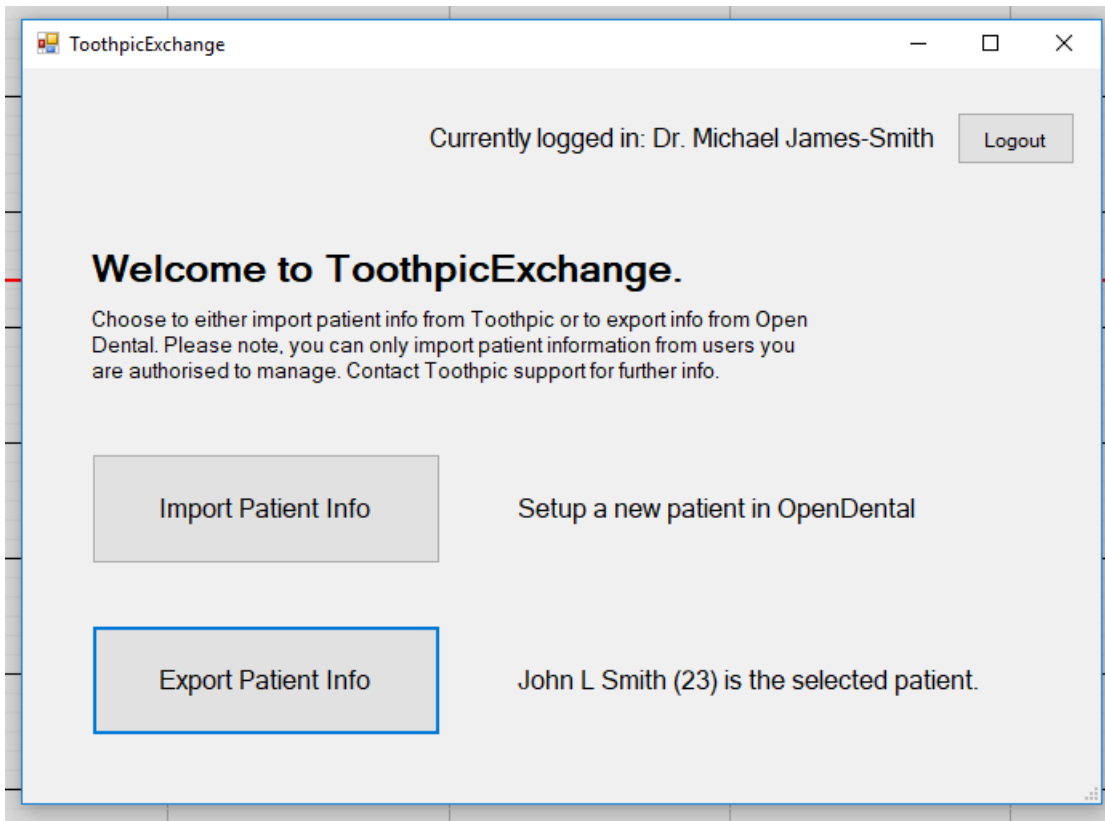 ToothpicExchange
Currently logged in: Dr. Michael James-Smith
Logout
Welcome to ToothpicExchange.
Choose to either import patient info from Toothpic or to export info from Open
Dental. Please note, you can only import patient information from users you
are authorised to manage. Contact Toothpic support for further info.
Import Patient Info
Setup a new patient in OpenDental
Export Patient Info
John L Smith (23) is the selected patient.